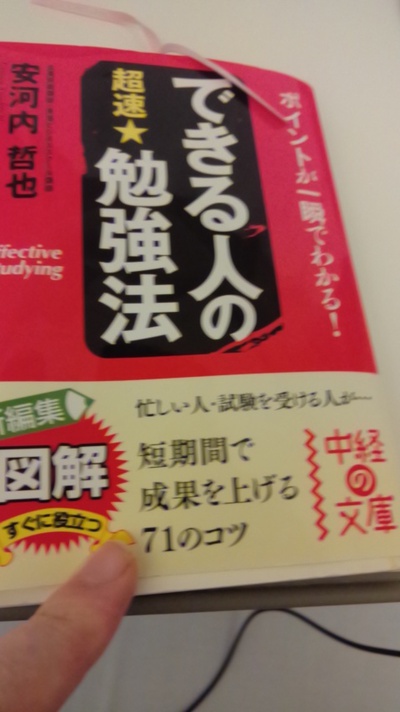 ポイントが一瞬でわかる！
できる人の
超速★
勉強法
安河内 哲也
ffective
tudying
編集
図解
すぐに役立つ
忙しい人・試験を受ける人が…
短期間で
成果を上げる
71のコツ
中経
の
文庫